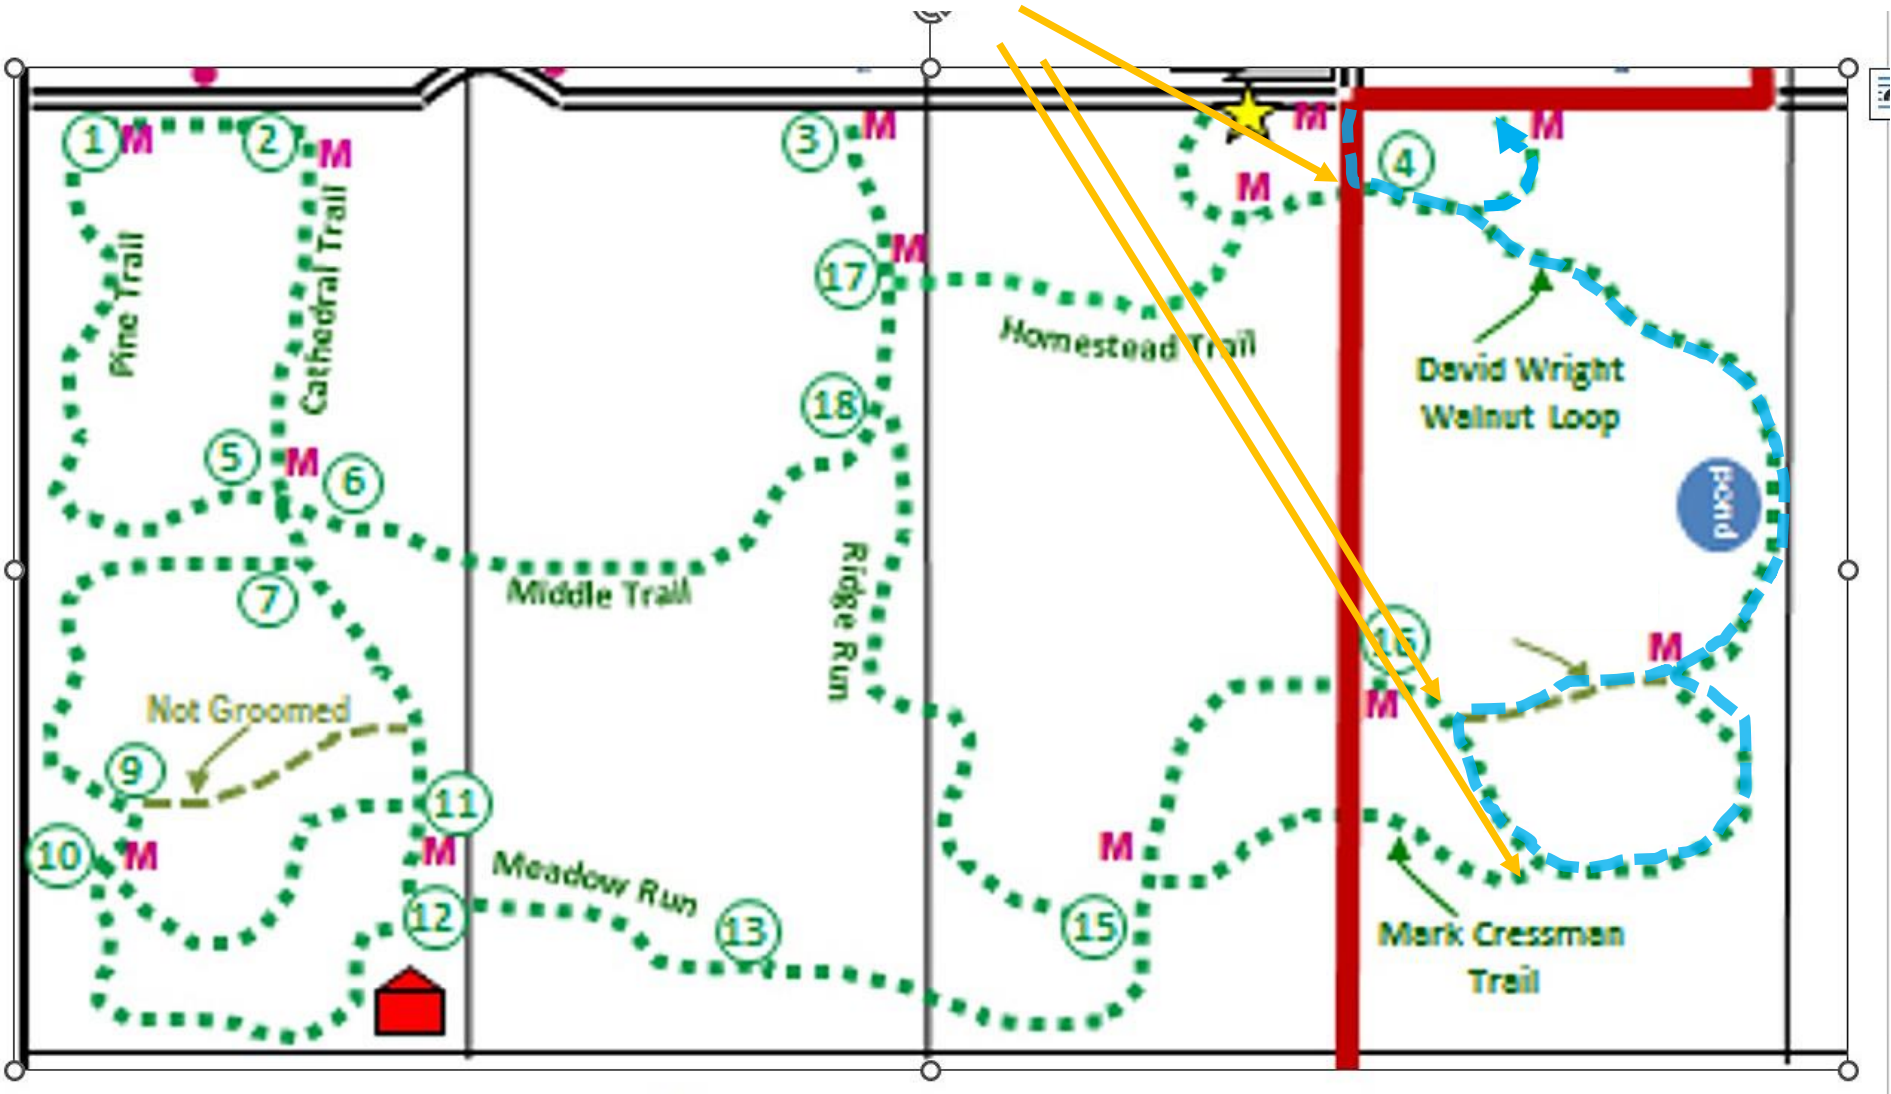 1 M
2
M
3
M
M
4
M
M
Pine Trail
Cathedral Trail
17
M
Homestead Trail
18
David Wright
Walnut Loop
5
M
6
pond
Middle Trail
Ridge Run
7
16
M
M
Not Groomed
9
11
10
M
M
M
Meadow Run
12
13
15
Mark Cressman
Trail